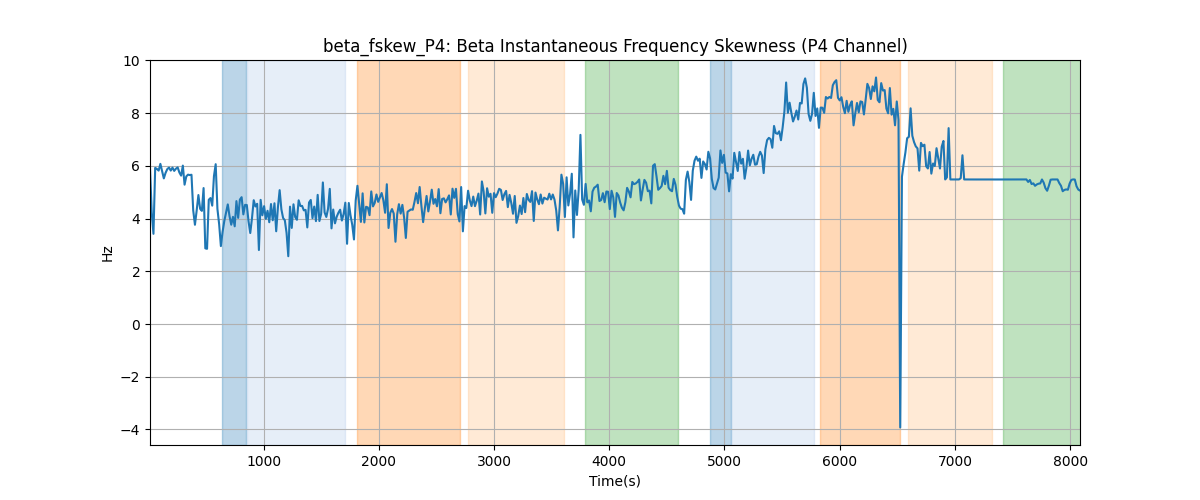 beta_fskew_P4: Beta Instantaneous Frequency Skewness (P4 Channel)
10
8
6
4
2
0
−2
−4
Hz
1000 2000 3000 4000 5000 6000 7000 8000
Time(s)